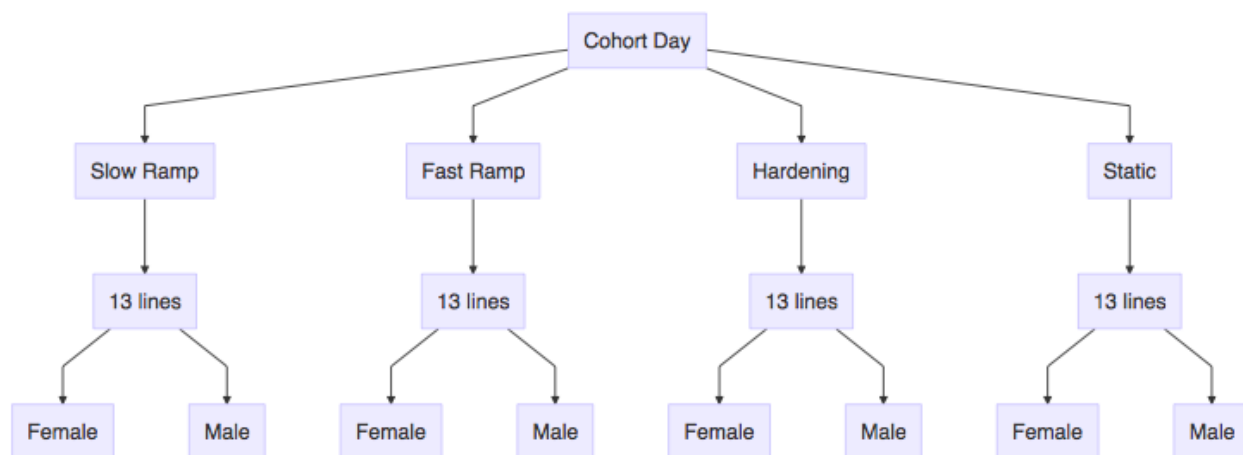 Cohort Day
Slow Ramp
Fast Ramp
Hardening
Static
13 lines
13 lines
13 lines
13 lines
Female
Male
Female
Male
Female
Male
Female
Male